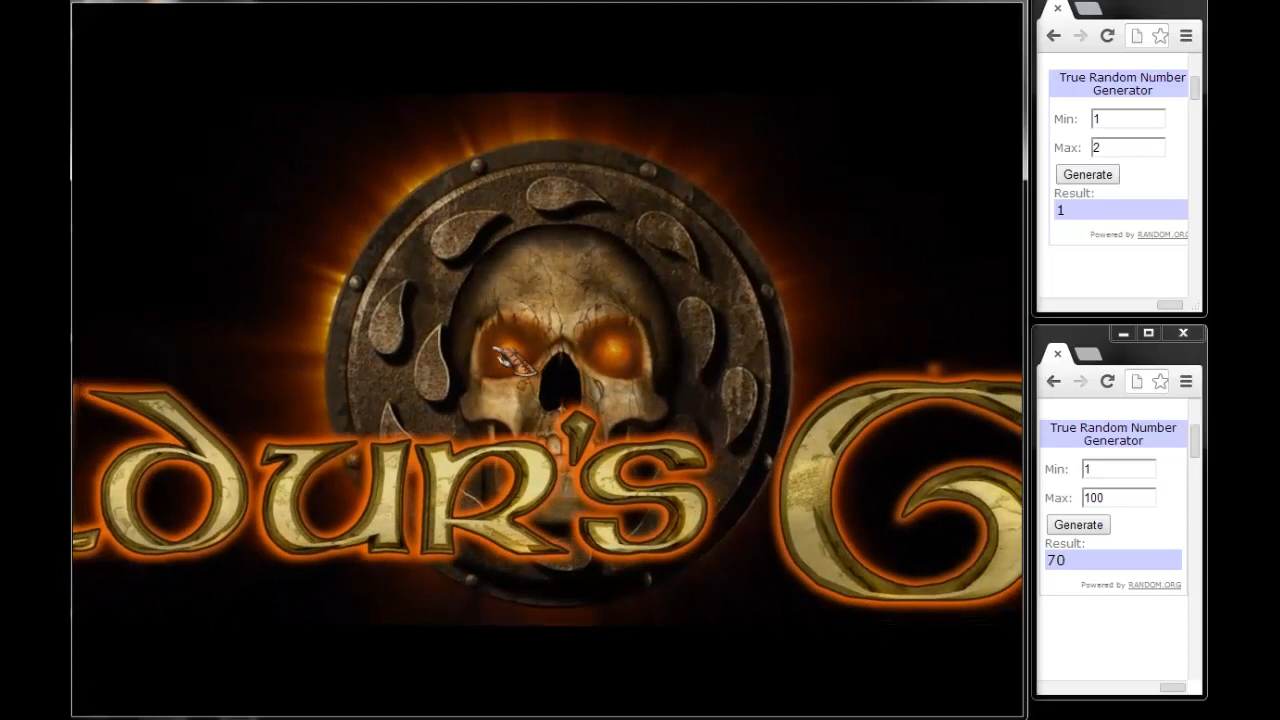 ldur's G
True Random Number
Generator
Min: 1
Max: 2
Generate
Result:
1
Powered by RANDOM.ORG
True Random Number
Generator
Min: 1
Max: 100
Generate
Result:
70
Powered by RANDOM.ORG